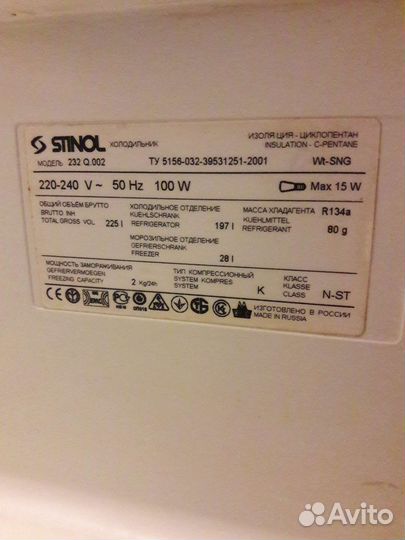 STINOL ХОЛОДИЛЬНИК
ИЗОЛЯЦИЯ - ЦИКЛОПЕНТАН
INSULATION - C-PENTANE
МОДЕЛЬ 232 Q.002 ТУ 5156-032-39531251-2001 Wt-SNG
220-240 V ~ 50 Hz 100 W Max 15 W
ОБЩИЙ ОБЪЁМ БРУТТО
BRUTTO. INH
TOTAL GROSS VOL 225 l
ХОЛОДИЛЬНОЕ ОТДЕЛЕНИЕ
KUEHLSCHRANK
REFRIGERATOR 197 l
МОРОЗИЛЬНОЕ ОТДЕЛЕНИЕ
GEFRIERSCHRANK
FREEZER 28 l
МАССА ХЛАДАГЕНТА R134a
KUEHLMITTEL
REFRIGERANT 80 g
МОЩНОСТЬ ЗАМОРАЖИВАНИЯ
GEFRIERVERMOEGEN
FREEZING CAPACITY 2 Kg/24h
ТИП. КОМПРЕССИОННЫЙ
SYSTEM KOMPRES
SYSTEM K
КЛАСС
KLASSE
CLASS N-ST
CE
ИЗГОТОВЛЕНО В РОССИИ
MADE IN RUSSIA
Avito